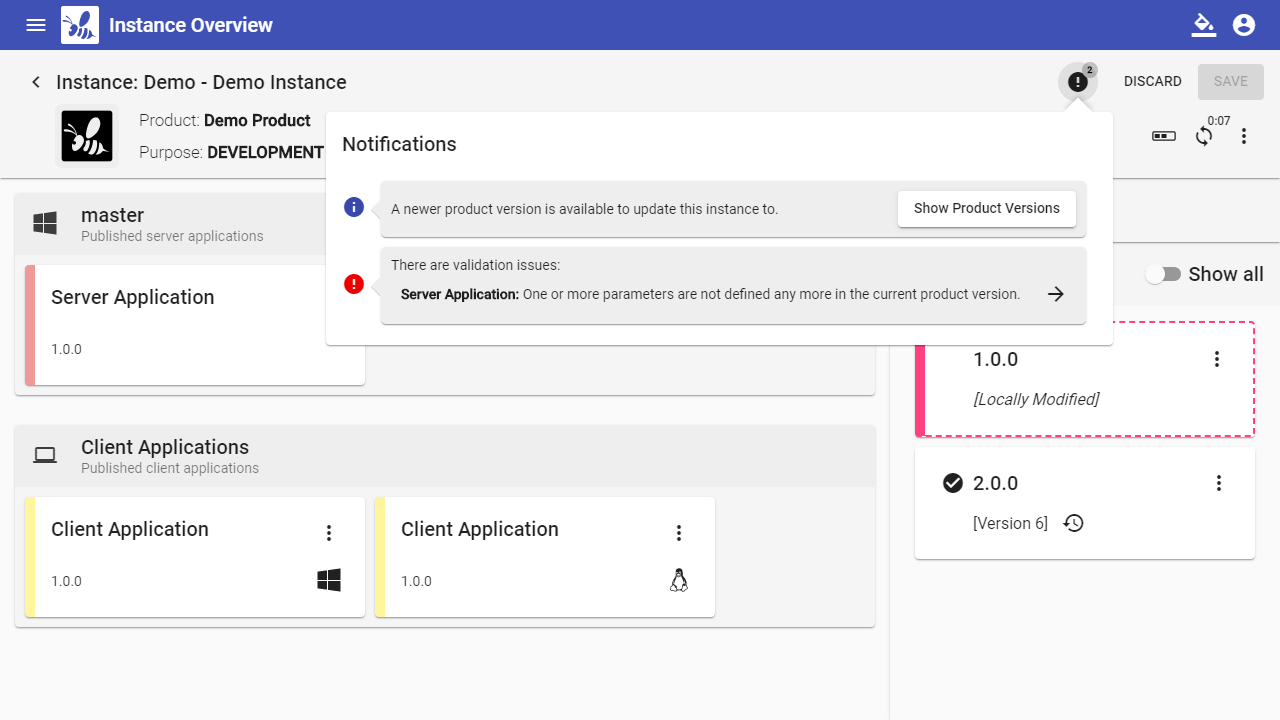 Instance Overview
Instance: Demo - Demo Instance
2
DISCARD
SAVE
Product: Demo Product
Purpose: DEVELOPMENT
0:07
Notifications
A newer product version is available to update this instance to.
Show Product Versions
There are validation issues:
Server Application: One or more parameters are not defined any more in the current product version.
master
Published server applications
Server Application
1.0.0
Show all
1.0.0
[Locally Modified]
2.0.0
[Version 6]
Client Applications
Published client applications
Client Application
1.0.0
Client Application
1.0.0